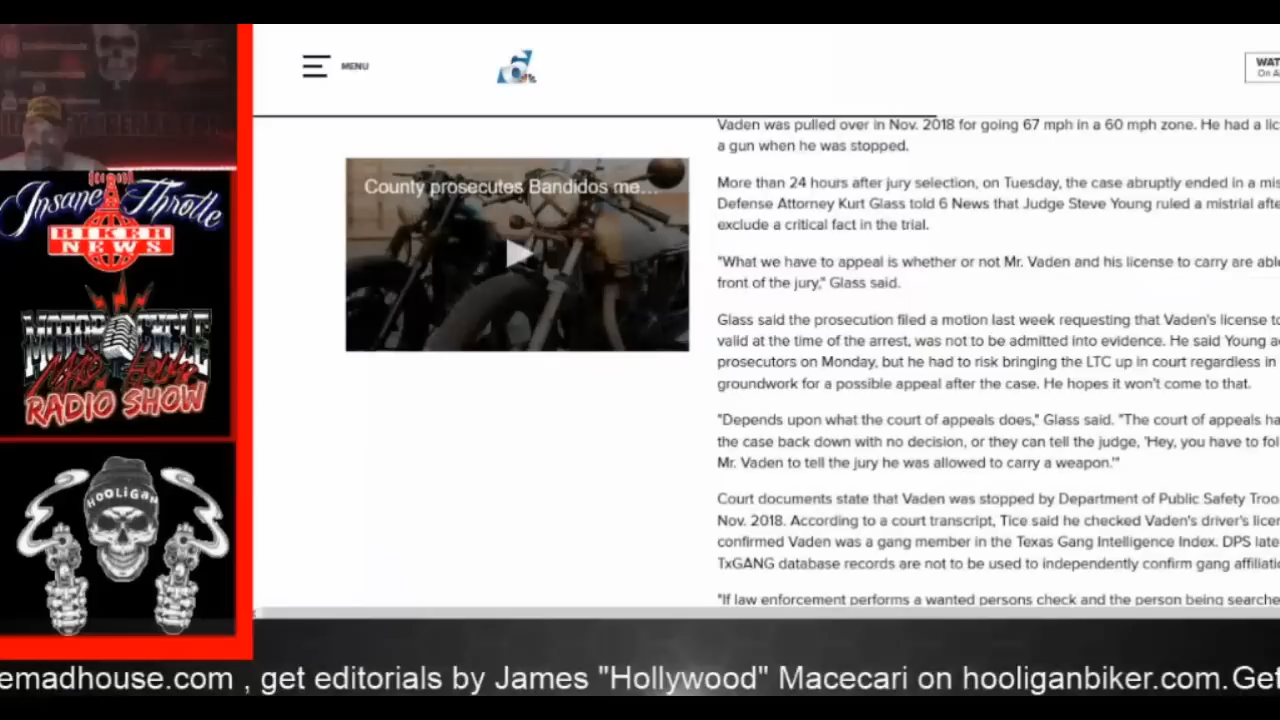 MENU
6
WAT
On A
Vaden was pulled over in Nov. 2018 for going 67 mph in a 60 mph zone. He had a lic
a gun when he was stopped.
County prosecutes Bandidos me...
More than 24 hours after jury selection, on Tuesday, the case abruptly ended in a mis
Defense Attorney Kurt Glass told 6 News that Judge Steve Young ruled a mistrial afte
exclude a critical fact in the trial.
"What we have to appeal is whether or not Mr. Vaden and his license to carry are able
front of the jury," Glass said.
Glass said the prosecution filed a motion last week requesting that Vaden's license to
valid at the time of the arrest, was not to be admitted into evidence. He said Young a
prosecutors on Monday, but he had to risk bringing the LTC up in court regardless in
groundwork for a possible appeal after the case. He hopes it won't come to that.
"Depends upon what the court of appeals does," Glass said. "The court of appeals ha
the case back down with no decision, or they can tell the judge, 'Hey, you have to fol
Mr. Vaden to tell the jury he was allowed to carry a weapon.'"
Court documents state that Vaden was stopped by Department of Public Safety Troo
Nov. 2018. According to a court transcript, Tice said he checked Vaden's driver's licen
confirmed Vaden was a gang member in the Texas Gang Intelligence Index. DPS late
TxGANG database records are not to be used to independently confirm gang affiliati
"If law enforcement performs a wanted persons check and the person being searche
Insane Throttle
BIKER
NEWS
MOTORCYCLE
Mad House
RADIO SHOW
HOOLIGAN
emadhouse.com , get editorials by James "Hollywood" Macecari on hooliganbiker.com. Get